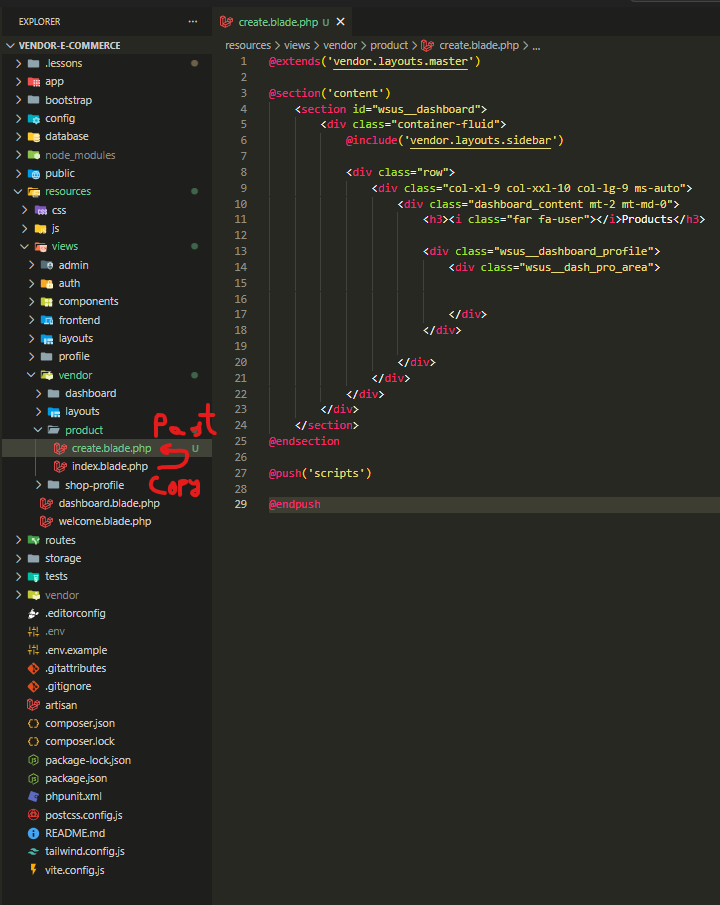 EXPLORER ...
create.blade.php U
VENDOR-E-COMMERCE
.lessons
app
bootstrap
config
database
node_modules
public
resources
css
js
views
admin
auth
components
frontend
layouts
profile
vendor
dashboard
layouts
product
past
create.blade.php U
index.blade.php
Copy
shop-profile
dashboard.blade.php
welcome.blade.php
routes
storage
tests
vendor
.editorconfig
.env
.env.example
.gitattributes
.gitignore
artisan
composer.json
composer.lock
package-lock.json
package.json
phpunit.xml
postcss.config.js
README.md
tailwind.config.js
vite.config.js
resources > views > vendor > product > create.blade.php > ...
1 @extends('vendor.layouts.master')
2
3 @section('content')
4 <section id="wsus__dashboard">
5 <div class="container-fluid">
6 @include('vendor.layouts.sidebar')
7
8 <div class="row">
9 <div class="col-xl-9 col-xxl-10 col-lg-9 ms-auto">
10 <div class="dashboard_content mt-2 mt-md-0">
11 <h3><i class="far fa-user"></i>Products</h3>
12
13 <div class="wsus__dashboard_profile">
14 <div class="wsus__dash_pro_area">
15
16
17 </div>
18 </div>
19
20 </div>
21 </div>
22 </div>
23 </div>
24 </section>
25 @endsection
26
27 @push('scripts')
28
29 @endpush